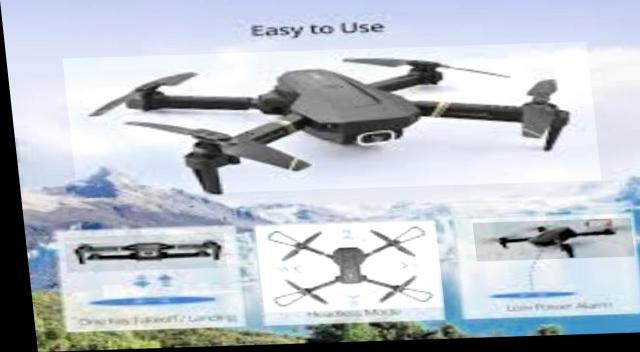 Easy to Use
One Key Takeoff / Landing
Headless Mode
Low Power Alarm